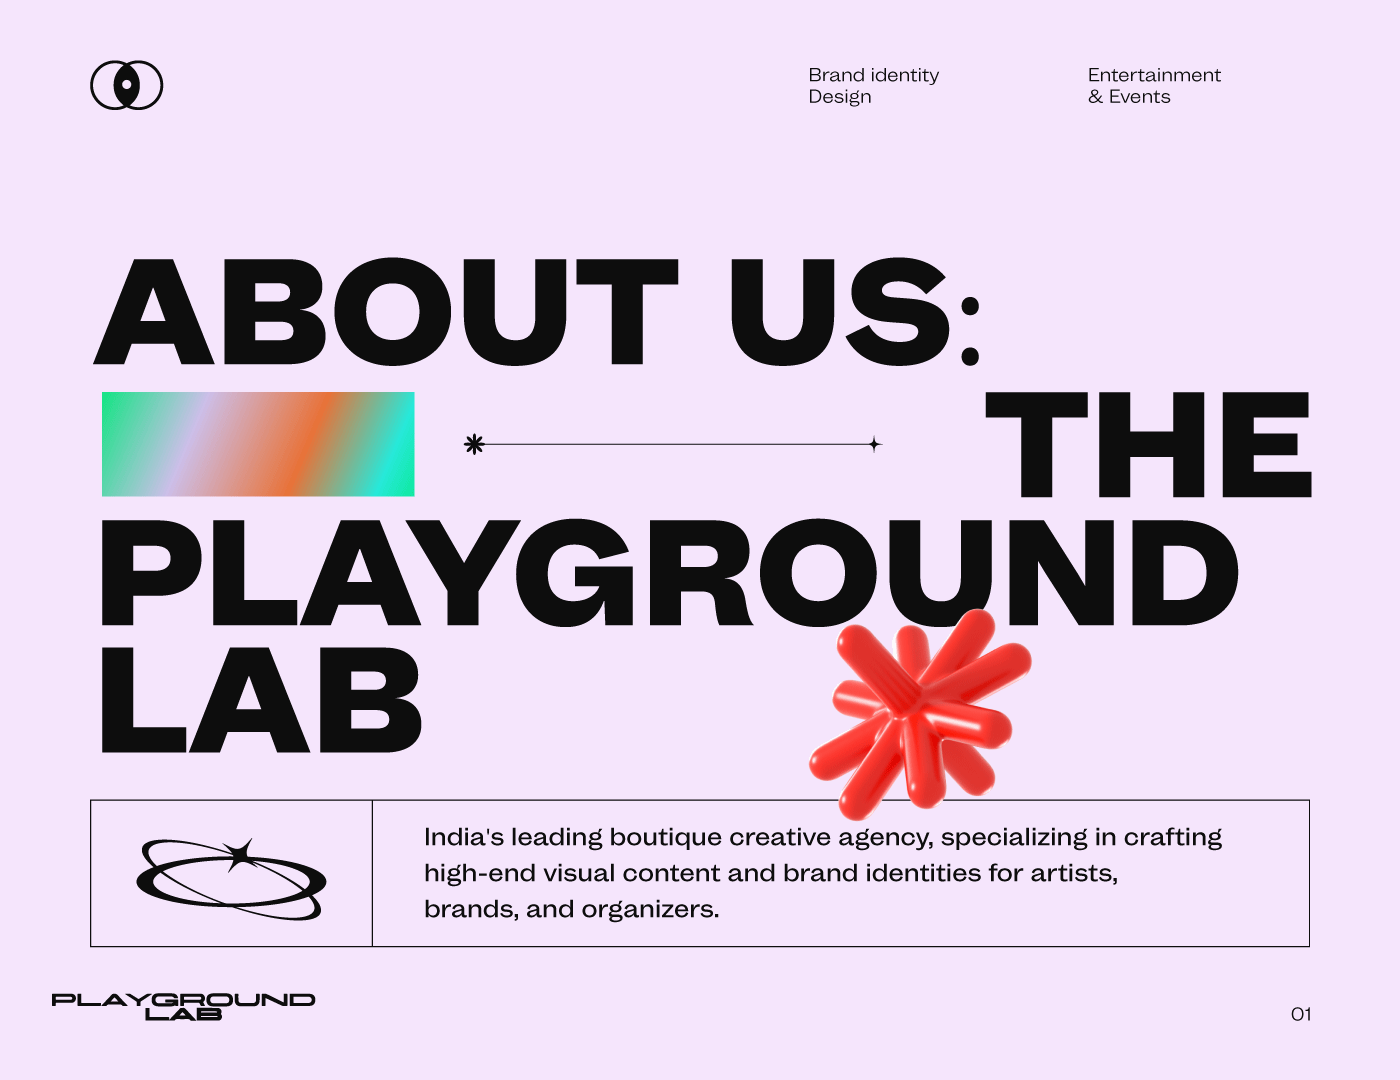 Brand identity
Design
Entertainment
& Events
ABOUT US:
THE
PLAYGROUND
LAB
India's leading boutique creative agency, specializing in crafting
high-end visual content and brand identities for artists,
brands, and organizers.
PLAYGROUND
LAB
01